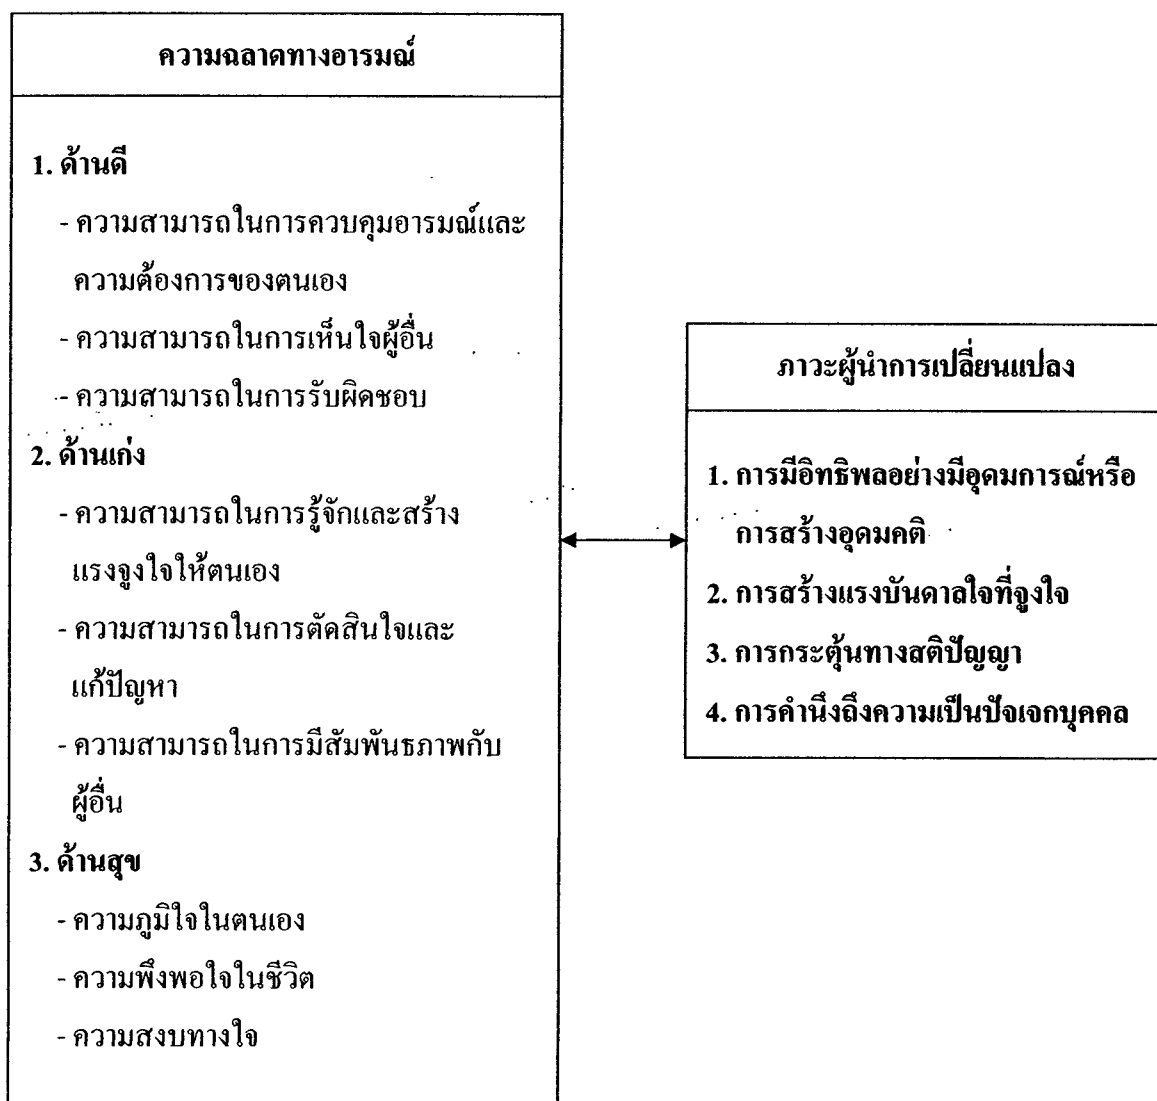 ความฉลาดทางอารมณ์
1. ด้านดี
- ความสามารถในการควบคุมอารมณ์และ
ความต้องการของตนเอง
- ความสามารถในการเห็นใจผู้อื่น
- ความสามารถในการรับผิดชอบ
2. ด้านเก่ง
- ความสามารถในการรู้จักและสร้าง
แรงจูงใจให้ตนเอง
- ความสามารถในการตัดสินใจและ
แก้ปัญหา
- ความสามารถในการมีสัมพันธภาพกับ
ผู้อื่น
3. ด้านสุข
- ความภูมิใจในตนเอง
- ความพึงพอใจในชีวิต
- ความสงบทางใจ
ภาวะผู้นำการเปลี่ยนแปลง
1. การมีอิทธิพลอย่างมีอุดมการณ์หรือ
การสร้างอุดมคติ
2. การสร้างแรงบันดาลใจที่จูงใจ
3. การกระตุ้นทางสติปัญญา
4. การคำนึงถึงความเป็นปัจเจกบุคคล